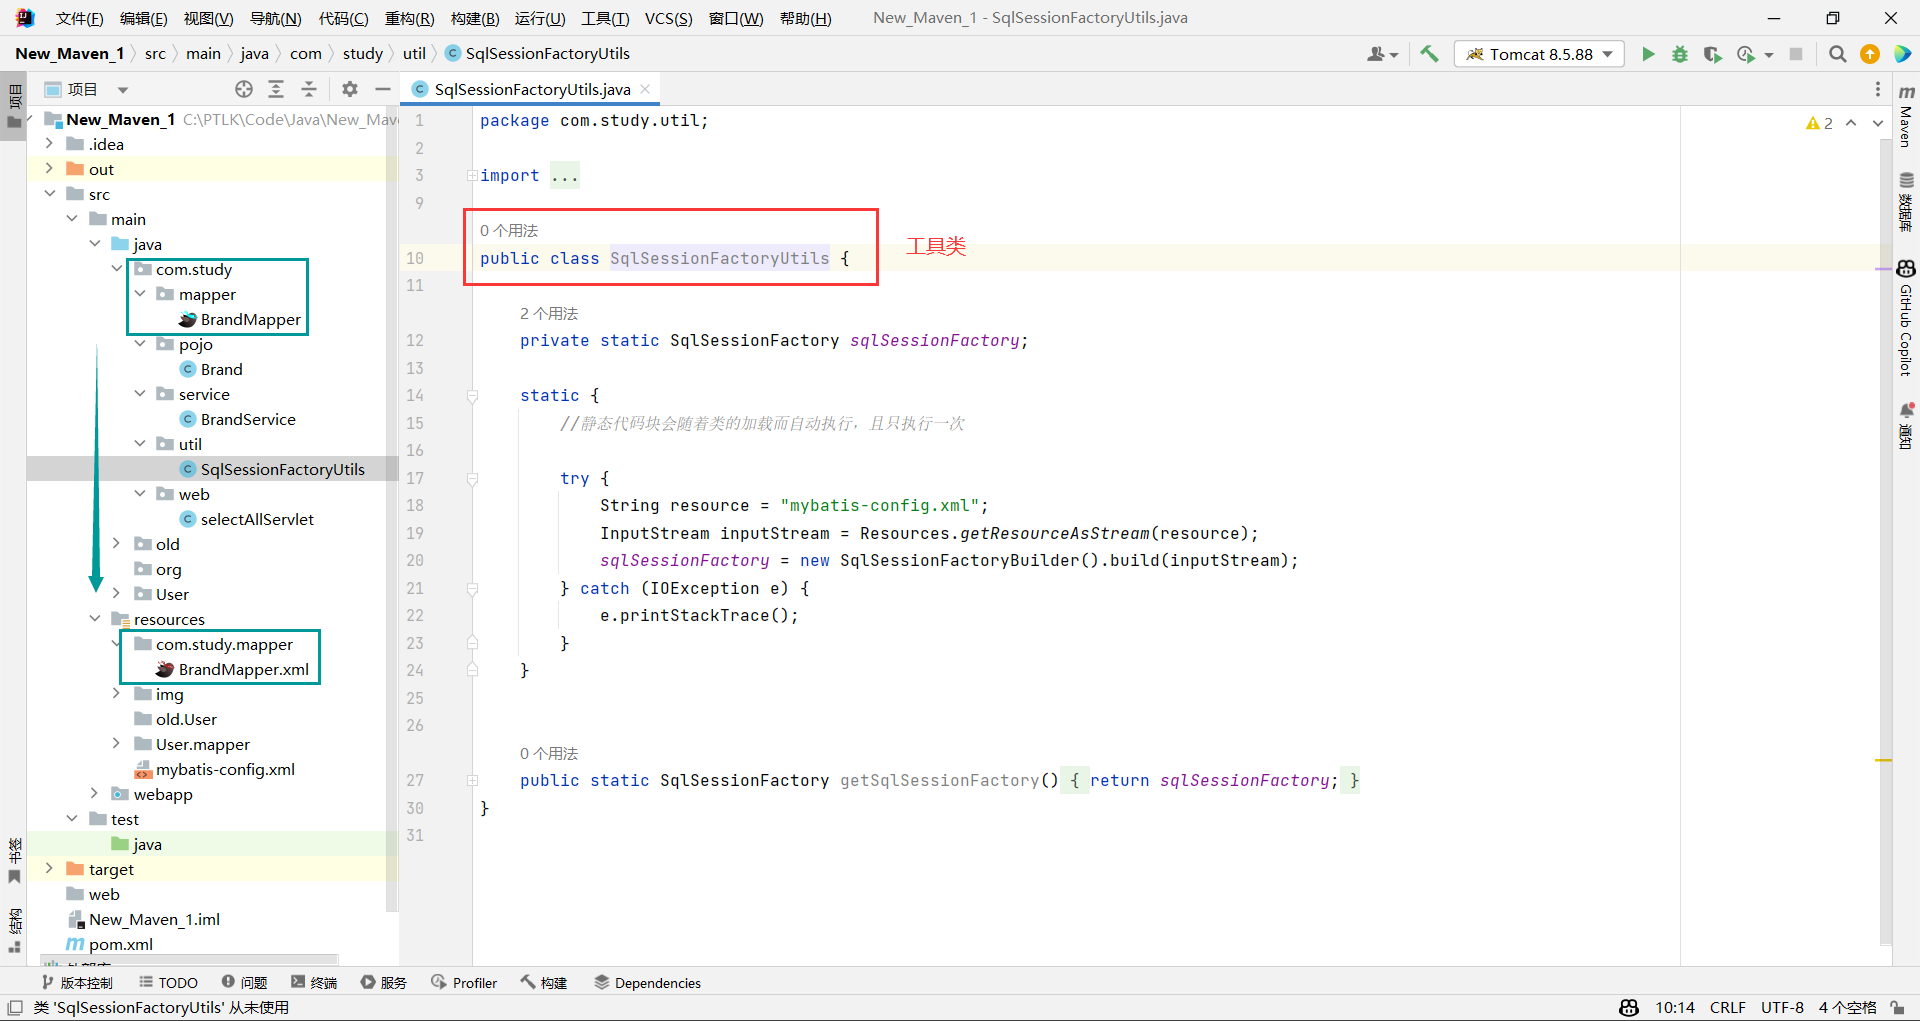 文件(F) 编辑(E) 视图(V) 导航(N) 代码(C) 重构(R) 构建(B) 运行(U) 工具(T) VCS(S) 窗口(W) 帮助(H) New_Maven_1 - SqlSessionFactoryUtils.java
New_Maven_1 src main java com study util SqlSessionFactoryUtils
Tomcat 8.5.88
项目
项目
SqlSessionFactoryUtils.java
New_Maven_1 C:\PTLK\Code\Java\New_Mav
.idea
out
src
main
java
com.study
mapper
BrandMapper
pojo
Brand
service
BrandService
util
SqlSessionFactoryUtils
web
selectAllServlet
old
org
User
resources
com.study.mapper
BrandMapper.xml
img
old.User
User.mapper
mybatis-config.xml
webapp
test
java
target
web
New_Maven_1.iml
pom.xml
书签
结构
1 package com.study.util;
2
3 import ...
9
0 个用法
10 public class SqlSessionFactoryUtils {
工具类
11
2 个用法
12 private static SqlSessionFactory sqlSessionFactory;
13
14 static {
15 //静态代码块会随着类的加载而自动执行，且只执行一次
16
17 try {
18 String resource = "mybatis-config.xml";
19 InputStream inputStream = Resources.getResourceAsStream(resource);
20 sqlSessionFactory = new SqlSessionFactoryBuilder().build(inputStream);
21 } catch (IOException e) {
22 e.printStackTrace();
23 }
24 }
25
26
0 个用法
27 public static SqlSessionFactory getSqlSessionFactory() { return sqlSessionFactory; }
30 }
31
2
Maven
数据库
GitHub Copilot
通知
版本控制 TODO 问题 终端 服务 Profiler 构建 Dependencies
类 'SqlSessionFactoryUtils' 从未使用
10:14 CRLF UTF-8 4 个空格